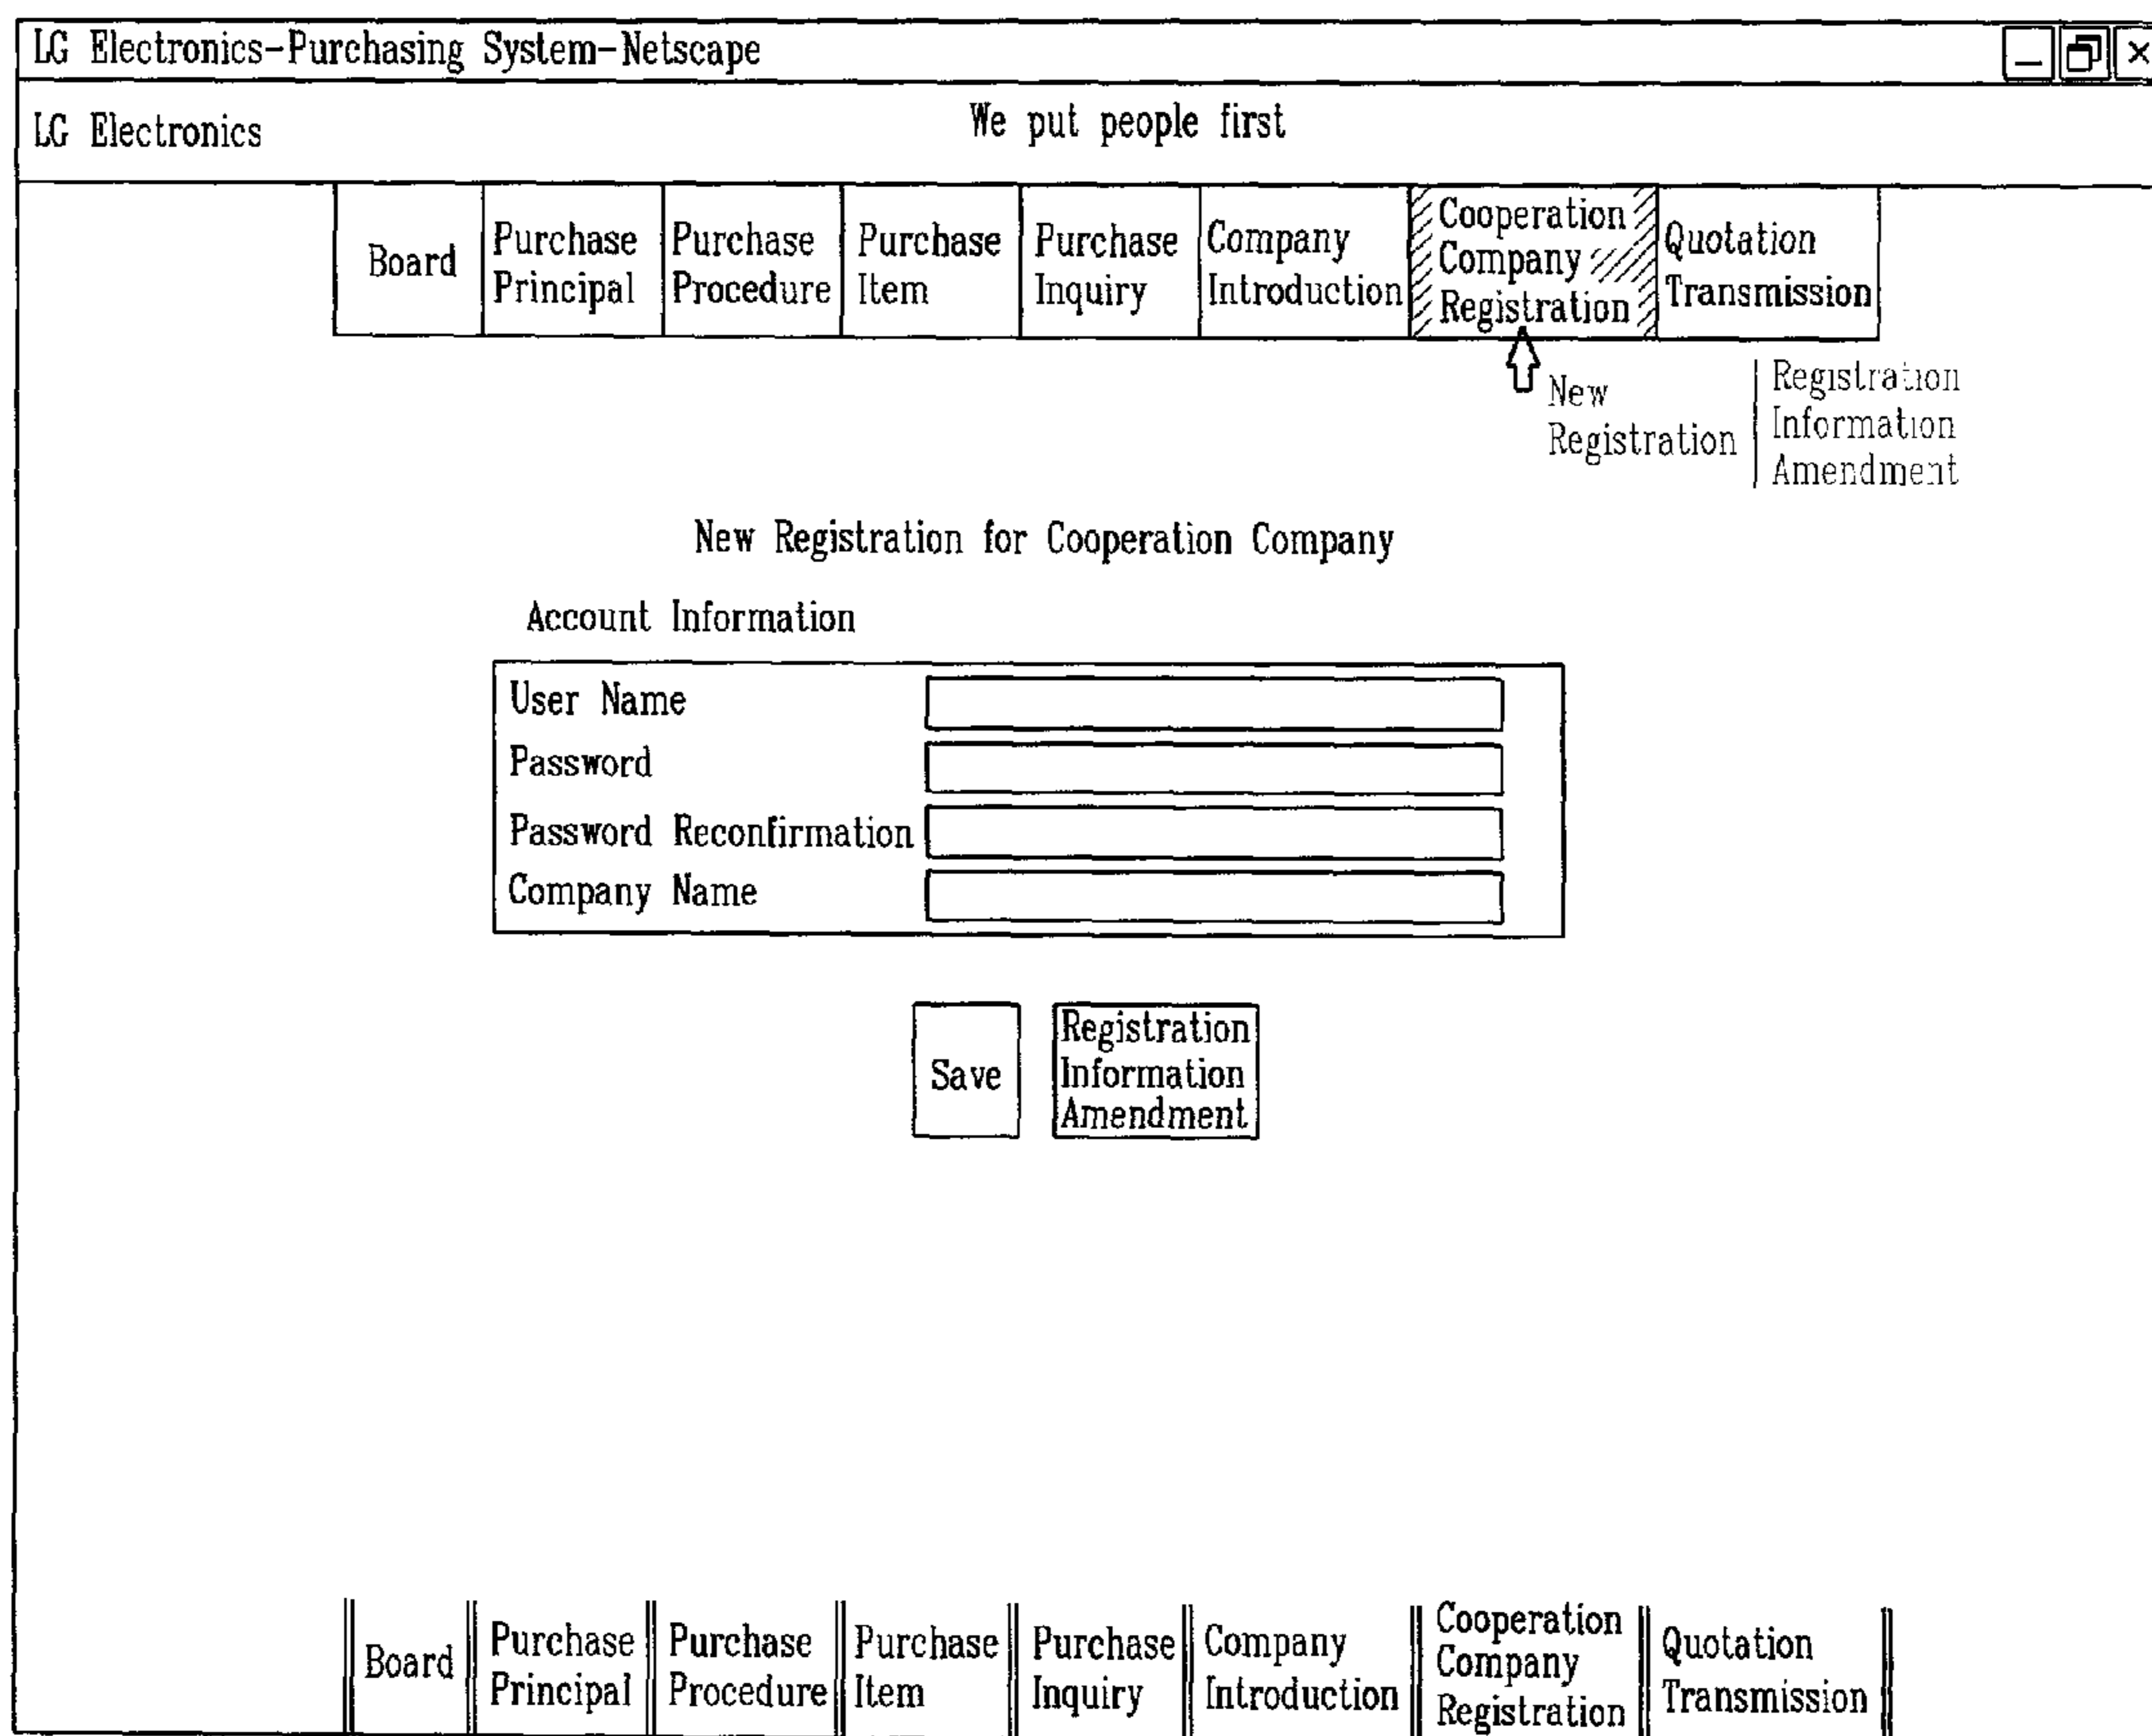 LG Electronics-Purchasing System-Netscape
LG Electronics
We put people first
Board
Purchase
Principal
Purchase
Procedure
Purchase
Item
Purchase
Inquiry
Company
Introduction
Cooperation
Company
Registration
Quotation
Transmission
New
Registration
Registration
Information
Amendment
New Registration for Cooperation Company
Account Information
User Name
Password
Password Reconfirmation
Company Name
Save
Registration
Information
Amendment
Board
Purchase
Principal
Purchase
Procedure
Purchase
Item
Purchase
Inquiry
Company
Introduction
Cooperation
Company
Registration
Quotation
Transmission